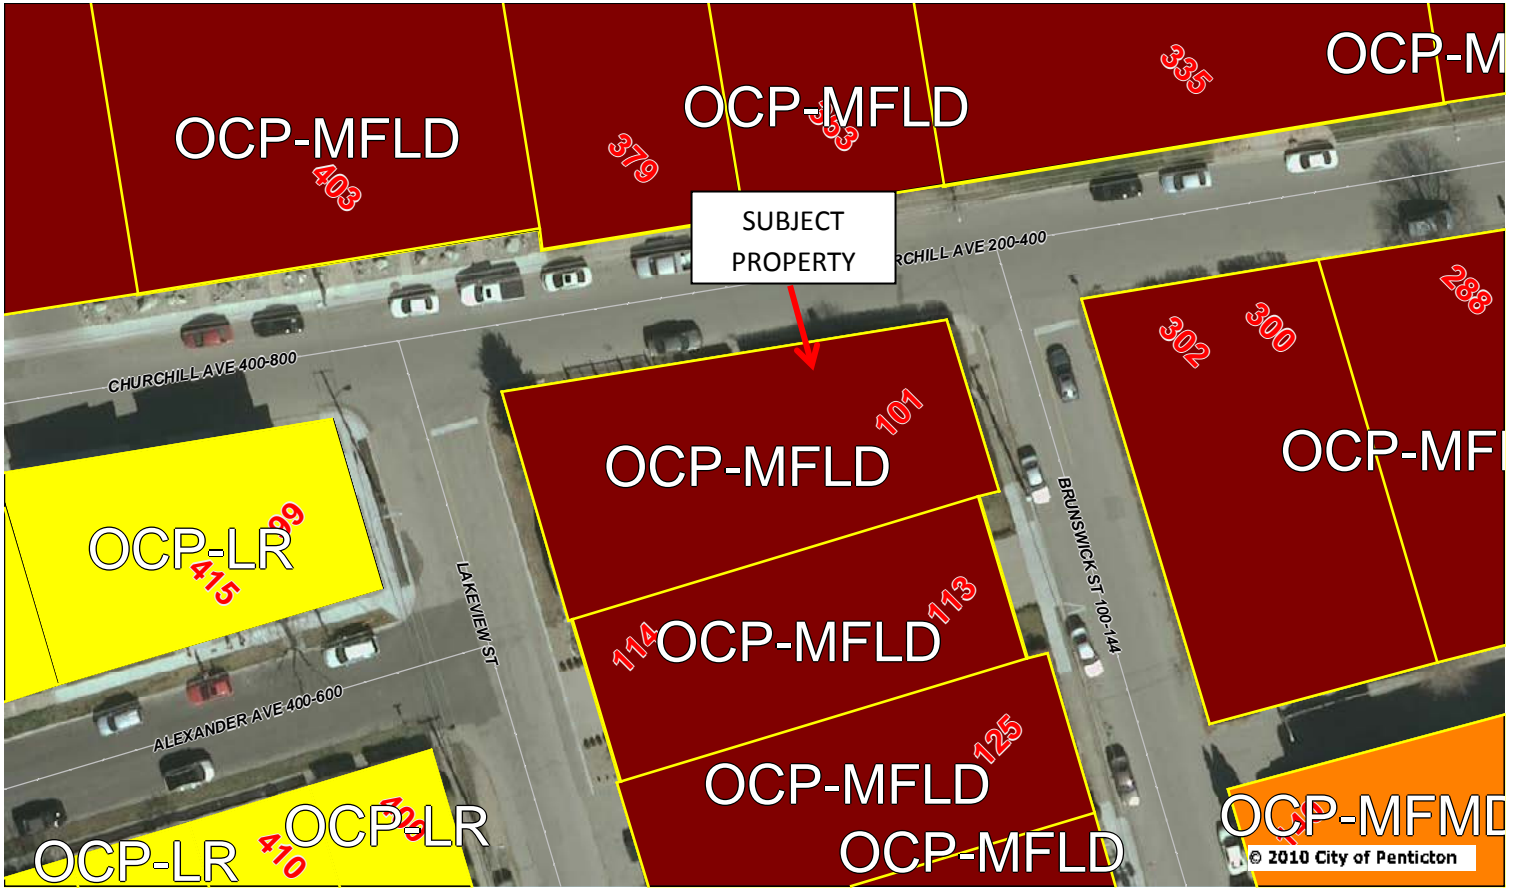 OCP-M
335
OCP-MFLD
353
OCP-MFLD
403
379
SUBJECT
PROPERTY
RCHILL AVE 200-400
288
300
302
CHURCHILL AVE 400-800
101
OCP-MFLD
OCP-MF
99
OCP-LR
415
LAKEVIEW ST
BRUNSWICK ST 100-144
113
114
OCP-MFLD
ALEXANDER AVE 400-600
125
OCP-MFLD
OCP-LR
410
OCP-LR
OCP-MFLD
OCP-MFMD
© 2010 City of Penticton